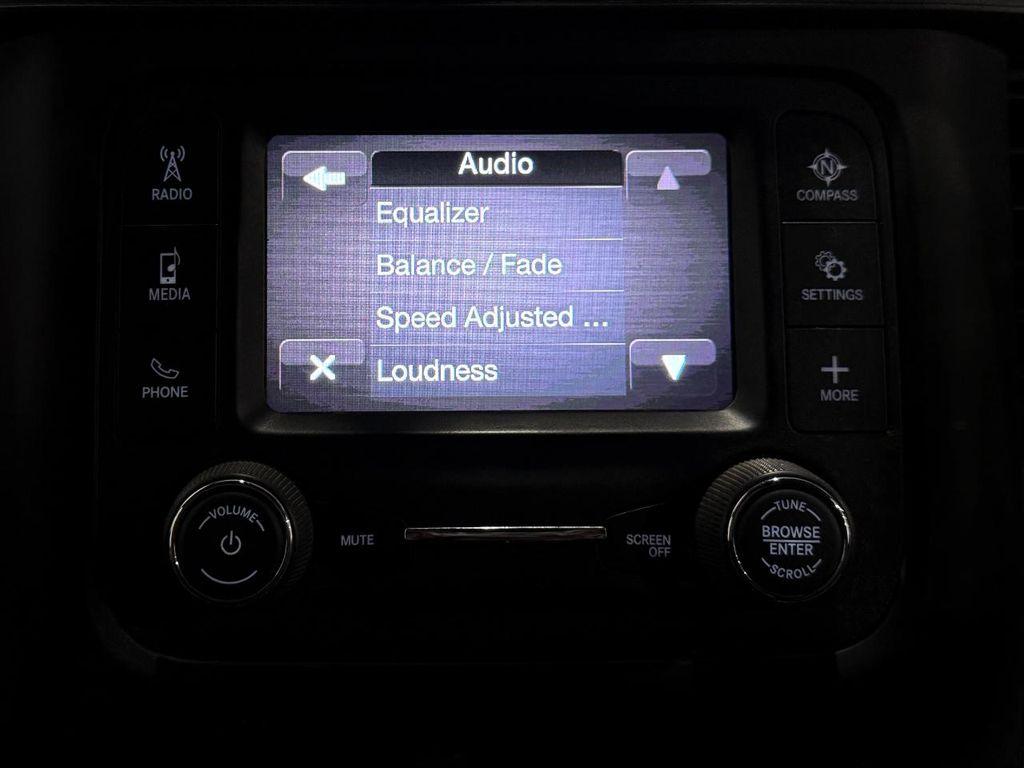 RADIO
MEDIA
PHONE
Audio
Equalizer
Balance / Fade
Speed Adjusted ...
Loudness
N
COMPASS
SETTINGS
MORE
VOLUME
MUTE
SCREEN
OFF
TUNE
BROWSE
ENTER
SCROLL